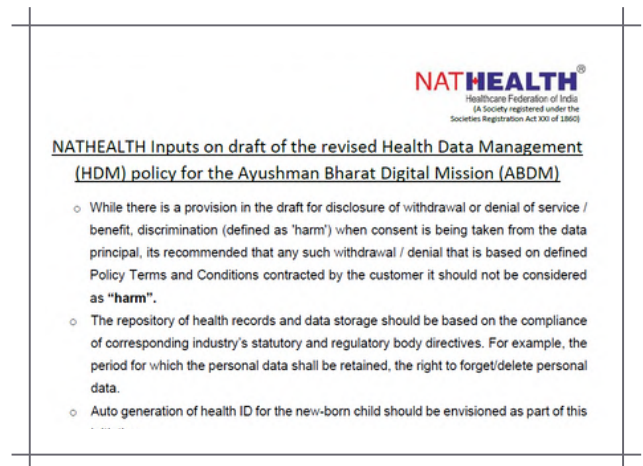 NATHEALTH®
Healthcare Federation of India
(A Society registered under the
Societies Registration Act XXI of 1860)
NATHEALTH Inputs on draft of the revised Health Data Management
(HDM) policy for the Ayushman Bharat Digital Mission (ABDM)
○ While there is a provision in the draft for disclosure of withdrawal or denial of service /
benefit, discrimination (defined as 'harm') when consent is being taken from the data
principal, its recommended that any such withdrawal / denial that is based on defined
Policy Terms and Conditions contracted by the customer it should not be considered
as “harm”.
○ The repository of health records and data storage should be based on the compliance
of corresponding industry’s statutory and regulatory body directives. For example, the
period for which the personal data shall be retained, the right to forget/delete personal
data.
○ Auto generation of health ID for the new-born child should be envisioned as part of this